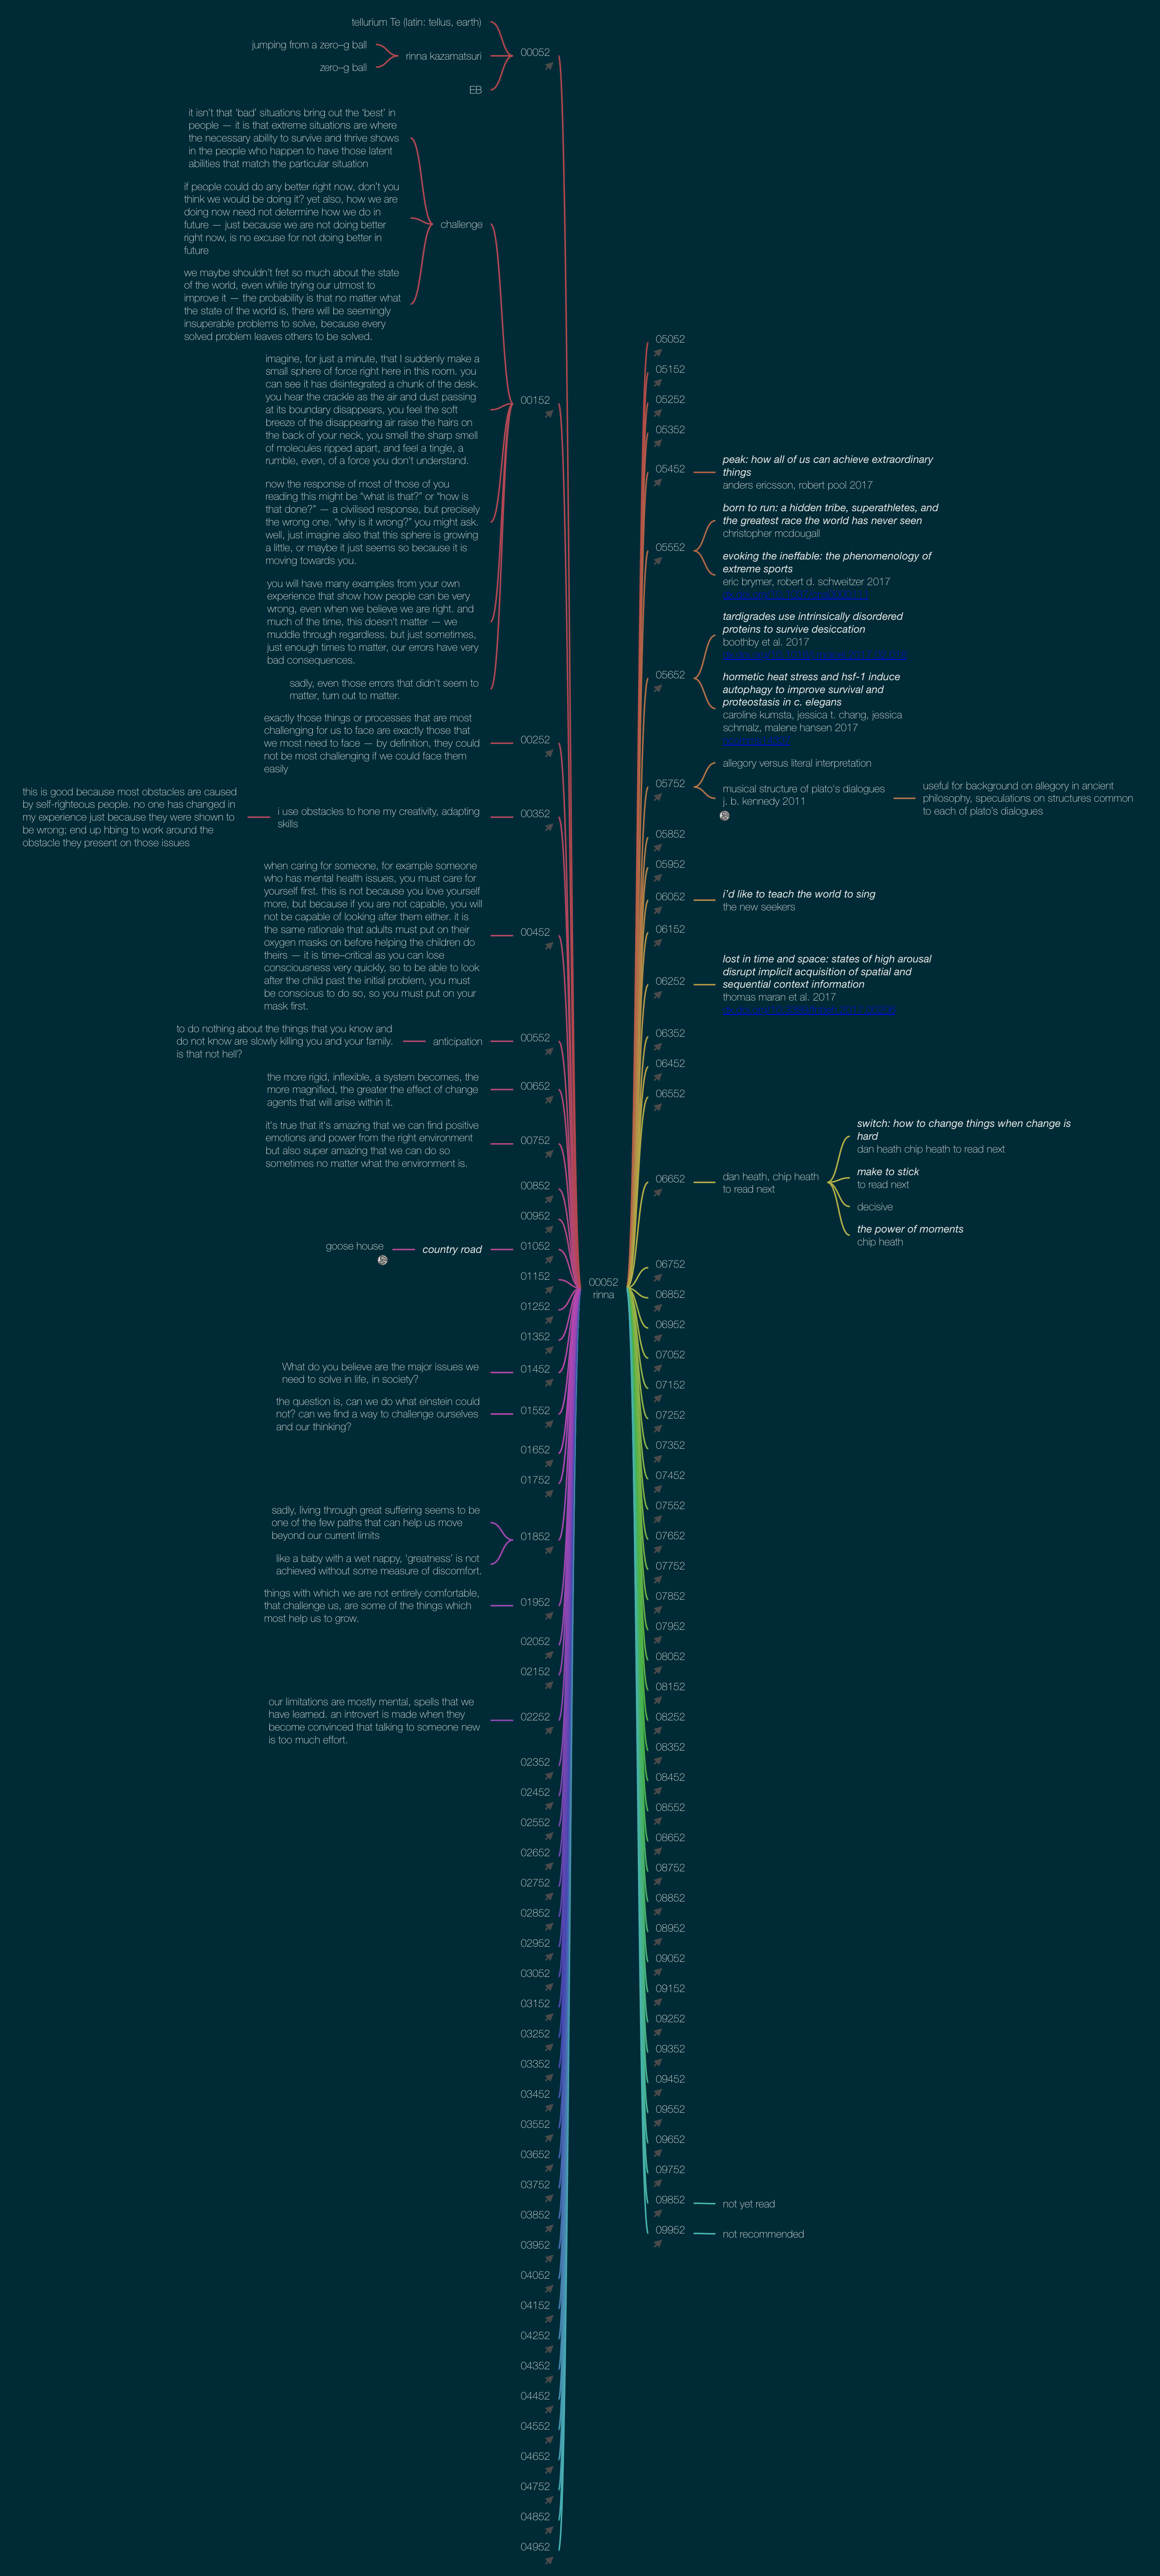 tellurium Te (latin: tellus, earth)
jumping from a zero–g ball
zero–g ball
rinna kazamatsuri
EB
00052
it isn't that 'bad' situations bring out the 'best' in
people — it is that extreme situations are where
the necessary ability to survive and thrive shows
in the people who happen to have those latent
abilities that match the particular situation
if people could do any better right now, don't you
think we would be doing it? yet also, how we are
doing now need not determine how we do in
future — just because we are not doing better
right now, is no excuse for not doing better in
future
we maybe shouldn't fret so much about the state
of the world, even while trying our utmost to
improve it — the probability is that no matter what
the state of the world is, there will be seemingly
insuperable problems to solve, because every
solved problem leaves others to be solved.
challenge
imagine, for just a minute, that I suddenly make a
small sphere of force right here in this room. you
can see it has disintegrated a chunk of the desk.
you hear the crackle as the air and dust passing
at its boundary disappears, you feel the soft
breeze of the disappearing air raise the hairs on
the back of your neck, you smell the sharp smell
of molecules ripped apart, and feel a tingle, a
rumble, even, of a force you don't understand.
now the response of most of those of you
reading this might be “what is that?” or “how is
that done?” — a civilised response, but precisely
the wrong one. “why is it wrong?” you might ask.
well, just imagine also that this sphere is growing
a little, or maybe it just seems so because it is
moving towards you.
you will have many examples from your own
experience that show how people can be very
wrong, even when we believe we are right. and
much of the time, this doesn't matter — we
muddle through regardless. but just sometimes,
just enough times to matter, our errors have very
bad consequences.
sadly, even those errors that didn't seem to
matter, turn out to matter.
00152
exactly those things or processes that are most
challenging for us to face are exactly those that
we most need to face — by definition, they could
not be most challenging if we could face them
easily
00252
this is good because most obstacles are caused
by self-righteous people. no one has changed in
my experience just because they were shown to
be wrong; end up hbing to work around the
obstacle they present on those issues
i use obstacles to hone my creativity, adapting
skills
00352
when caring for someone, for example someone
who has mental health issues, you must care for
yourself first. this is not because you love yourself
more, but because if you are not capable, you will
not be capable of looking after them either. it is
the same rationale that adults must put on their
oxygen masks on before helping the children do
theirs — it is time–critical as you can lose
consciousness very quickly, so to be able to look
after the child past the initial problem, you must
be conscious to do so, so you must put on your
mask first.
00452
to do nothing about the things that you know and
do not know are slowly killing you and your family.
is that not hell?
anticipation
00552
the more rigid, inflexible, a system becomes, the
more magnified, the greater the effect of change
agents that will arise within it.
00652
it's true that it's amazing that we can find positive
emotions and power from the right environment
but also super amazing that we can do so
sometimes no matter what the environment is.
00752
00852
00952
goose house
country road
01052
01152
01252
01352
What do you believe are the major issues we
need to solve in life, in society?
01452
the question is, can we do what einstein could
not? can we find a way to challenge ourselves
and our thinking?
01552
01652
01752
sadly, living through great suffering seems to be
one of the few paths that can help us move
beyond our current limits
like a baby with a wet nappy, 'greatness' is not
achieved without some measure of discomfort.
01852
things with which we are not entirely comfortable,
that challenge us, are some of the things which
most help us to grow.
01952
02052
02152
our limitations are mostly mental, spells that we
have learned. an introvert is made when they
become convinced that talking to someone new
is too much effort.
02252
02352
02452
02552
02652
02752
02852
02952
03052
03152
03252
03352
03452
03552
03652
03752
03852
03952
04052
04152
04252
04352
04452
04552
04652
04752
04852
04952
00052
rinna
05052
05152
05252
05352
05452
peak: how all of us can achieve extraordinary
things
anders ericsson, robert pool 2017
05552
born to run: a hidden tribe, superathletes, and
the greatest race the world has never seen
christopher mcdougall
evoking the ineffable: the phenomenology of
extreme sports
eric brymer, robert d. schweitzer 2017
05652
tardigrades use intrinsically disordered
proteins to survive desiccation
boothby et al. 2017
hormetic heat stress and hsf-1 induce
autophagy to improve survival and
proteostasis in c. elegans
caroline kumsta, jessica t. chang, jessica
schmalz, malene hansen 2017
05752
allegory versus literal interpretation
musical structure of plato's dialogues
j. b. kennedy 2011
useful for background on allegory in ancient
philosophy, speculations on structures common
to each of plato's dialogues
05852
05952
06052
i'd like to teach the world to sing
the new seekers
06152
06252
lost in time and space: states of high arousal
disrupt implicit acquisition of spatial and
sequential context information
thomas maran et al. 2017
06352
06452
06552
06652
dan heath, chip heath
to read next
switch: how to change things when change is
hard
dan heath chip heath to read next
make to stick
to read next
decisive
the power of moments
chip heath
06752
06852
06952
07052
07152
07252
07352
07452
07552
07652
07752
07852
07952
08052
08152
08252
08352
08452
08552
08652
08752
08852
08952
09052
09152
09252
09352
09452
09552
09652
09752
09852
not yet read
09952
not recommended